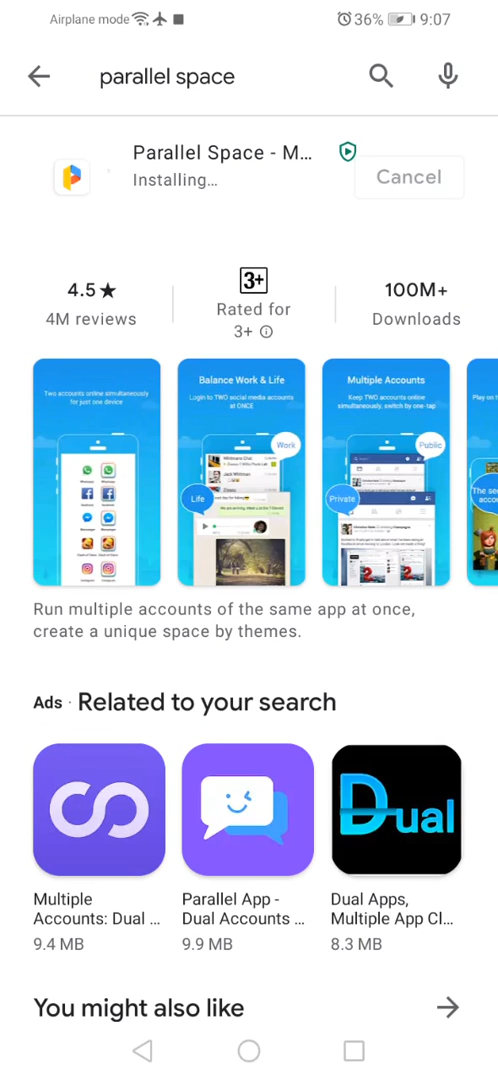 Airplane mode 36% 9:07
parallel space
Parallel Space - M...
Installing...
Cancel
4.5★
4M reviews
3+
Rated for
3+
100M+
Downloads
Two accounts online simultaneously
for just one device
Balance Work & Life
Login to TWO social media accounts
at ONCE
Work
Life
Multiple Accounts
Keep TWO accounts online
simultaneously, switch by one-tap
Public
Private
Play on t
The se
acco
Run multiple accounts of the same app at once,
create a unique space by themes.
Ads · Related to your search
Dual
Multiple
Accounts: Dual ...
9.4 MB
Parallel App -
Dual Accounts ...
9.9 MB
Dual Apps,
Multiple App Cl...
8.3 MB
You might also like